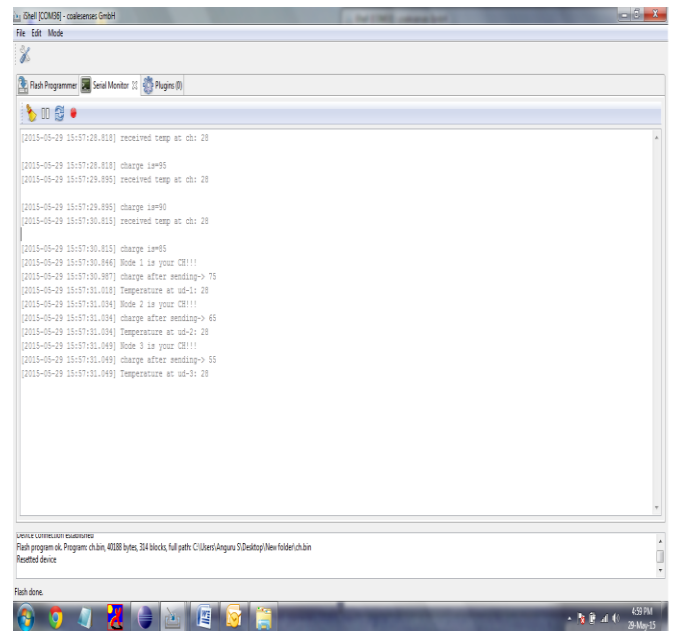 iShell [COM36] - coalesenses GmbH
File Edit Mode
Flash Programmer Serial Monitor Plugins (0)
[2015-05-29 15:57:28.818] received temp at ch: 28
[2015-05-29 15:57:28.818] charge is=95
[2015-05-29 15:57:29.895] received temp at ch: 28
[2015-05-29 15:57:29.895] charge is=90
[2015-05-29 15:57:30.815] received temp at ch: 28
[2015-05-29 15:57:30.815] charge is=85
[2015-05-29 15:57:30.846] Node 1 is your CH!!!
[2015-05-29 15:57:30.987] charge after sending-> 75
[2015-05-29 15:57:31.018] Temperature at ud-1: 28
[2015-05-29 15:57:31.034] Node 2 is your CH!!!
[2015-05-29 15:57:31.034] charge after sending-> 65
[2015-05-29 15:57:31.034] Temperature at ud-2: 28
[2015-05-29 15:57:31.049] Node 3 is your CH!!!
[2015-05-29 15:57:31.049] charge after sending-> 55
[2015-05-29 15:57:31.049] Temperature at ud-3: 28
Device connection established
Flash program ok. Program: ch.bin, 40188 bytes, 314 blocks, full path: C:\Users\Anguru S\Desktop\New folder\ch.bin
Resetted device
Flash done.
4:59 PM
29-May-15